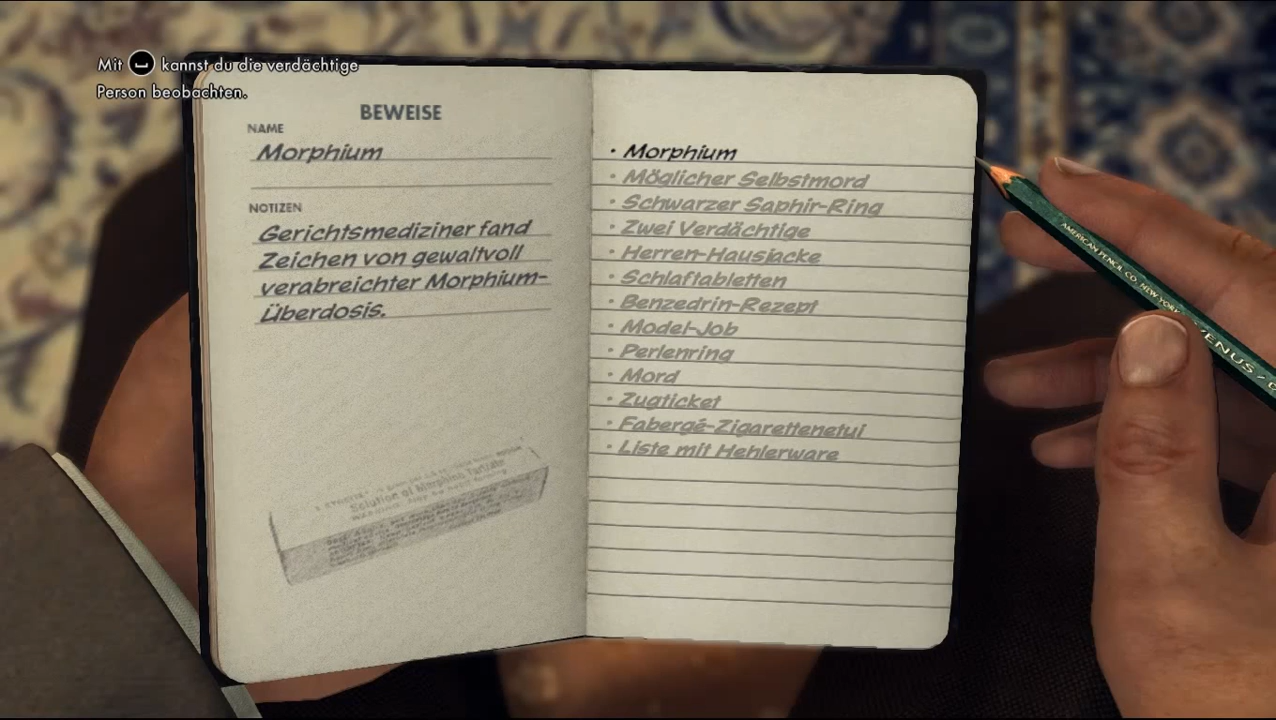 Mit kannst du die verdächtige
Person beobachten.
BEWEISE
NAME
Morphium
NOTIZEN
Gerichtsmediziner fand
Zeichen von gewaltvoll
verabreichter Morphium-
Überdosis.
Solution of Morphine Tartrate
• Morphium
• Möglicher Selbstmord
• Schwarzer Saphir-Ring
• Zwei Verdächtige
• Herren-Hausjacke
• Schlaftabletten
• Benzedrin-Rezept
• Model-Job
• Perlenring
• Mord
• Zugticket
• Fabergé-Zigarettenetui
• Liste mit Hehlerware
AMERICAN PENCIL CO. NEW YORK
VENUS